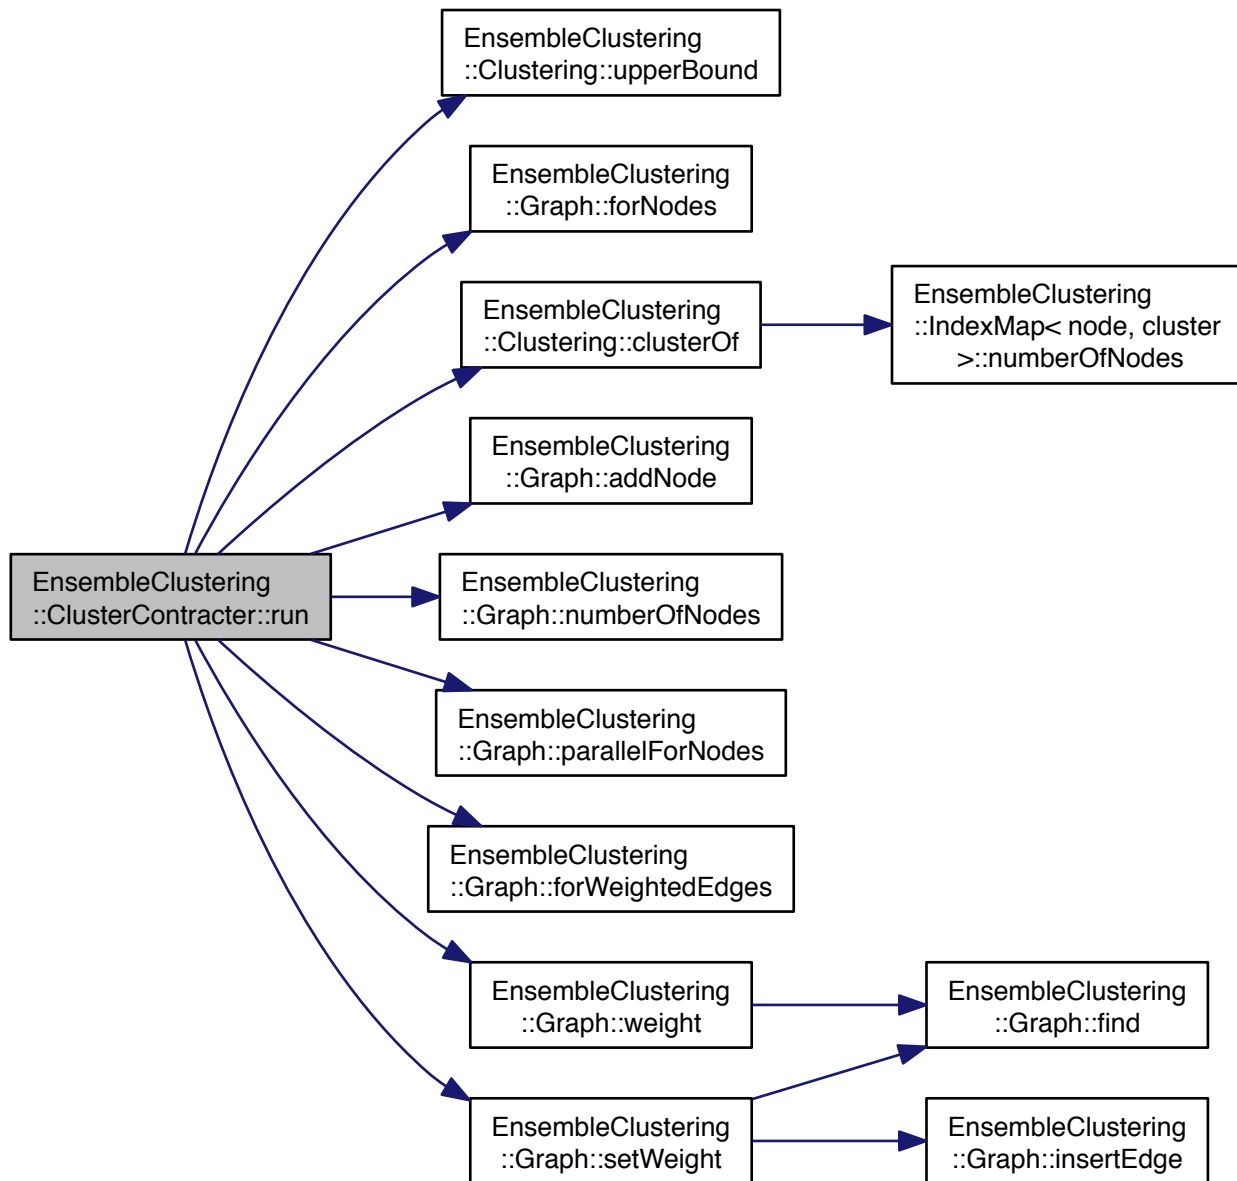 EnsembleClustering
::Clustering::upperBound
EnsembleClustering
::Graph::forNodes
EnsembleClustering
::Clustering::clusterOf
EnsembleClustering
::IndexMap< node, cluster
>::numberOfNodes
EnsembleClustering
::Graph::addNode
EnsembleClustering
::ClusterContracter::run
EnsembleClustering
::Graph::numberOfNodes
EnsembleClustering
::Graph::parallelForNodes
EnsembleClustering
::Graph::forWeightedEdges
EnsembleClustering
::Graph::weight
EnsembleClustering
::Graph::find
EnsembleClustering
::Graph::setWeight
EnsembleClustering
::Graph::insertEdge